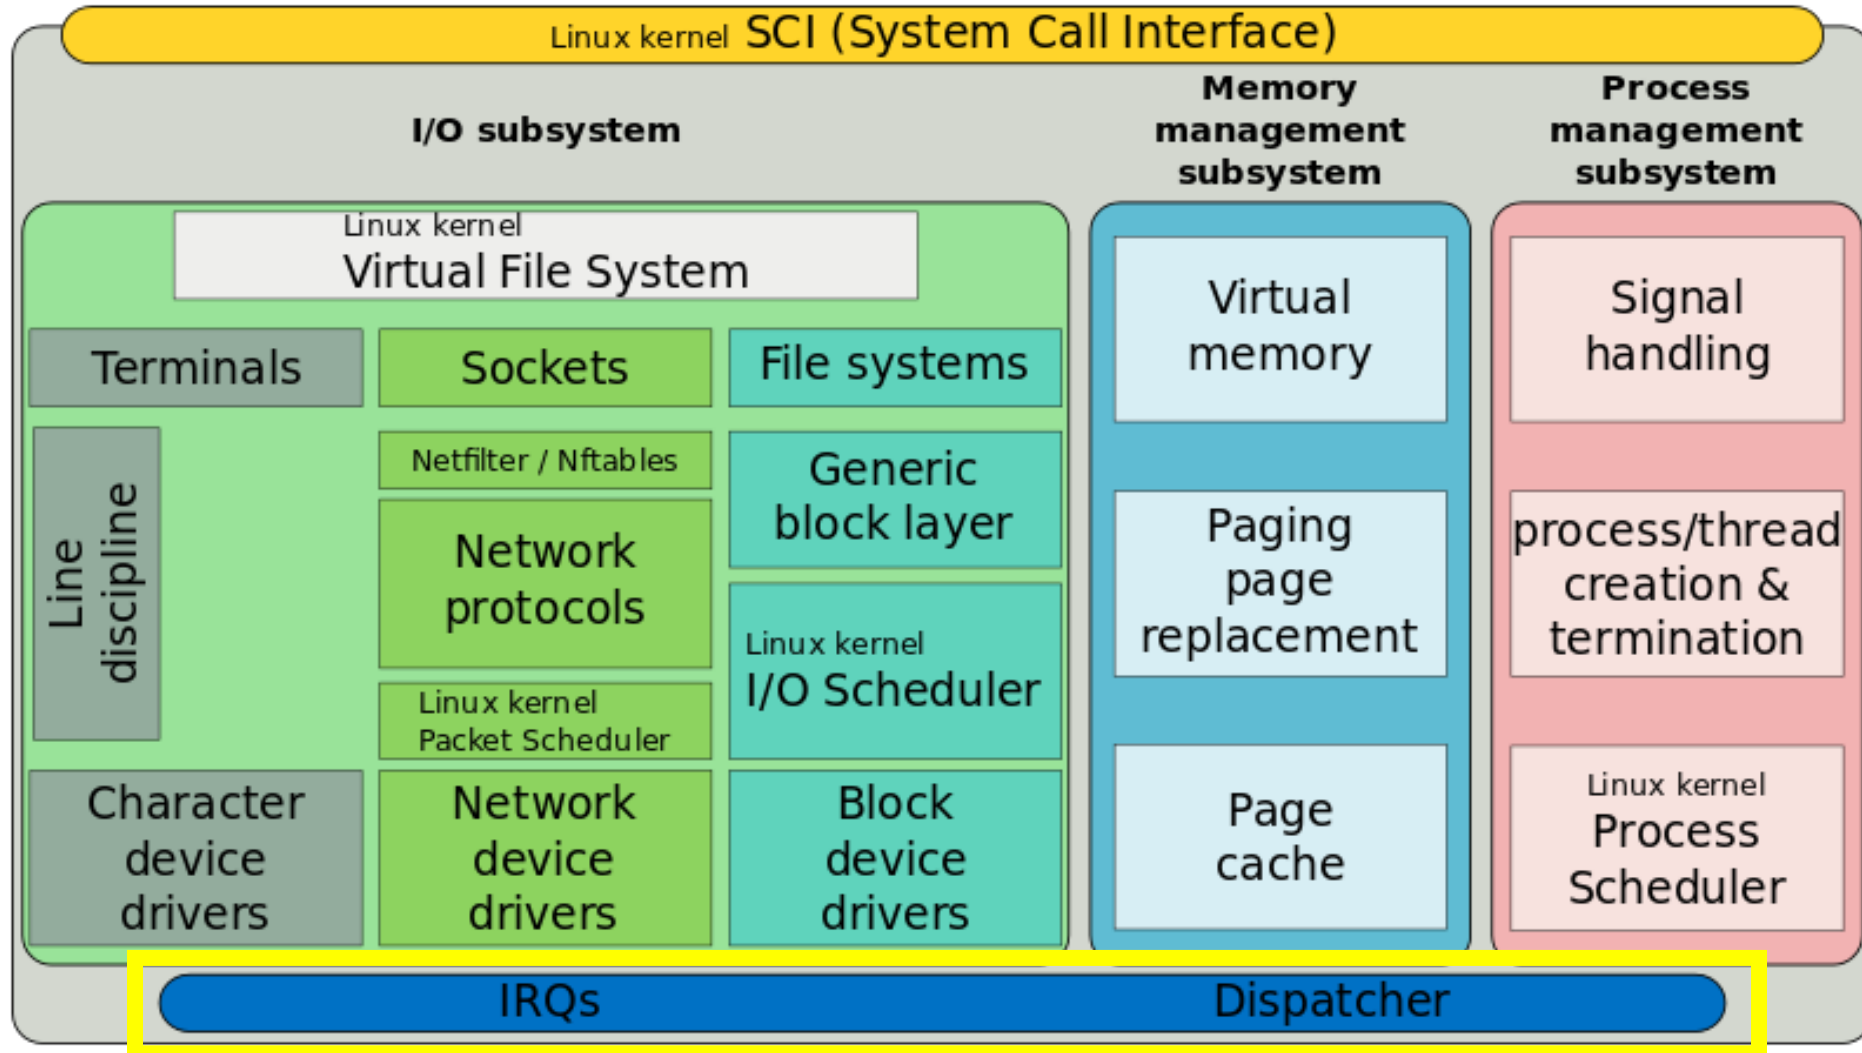 Linux kernel SCI (System Call Interface)
I/O subsystem
Memory
management
subsystem
Process
management
subsystem
Linux kernel
Virtual File System
Terminals
Sockets
File systems
Line
discipline
Netfilter / Nftables
Network
protocols
Linux kernel
Packet Scheduler
Generic
block layer
Linux kernel
I/O Scheduler
Character
device
drivers
Network
device
drivers
Block
device
drivers
Virtual
memory
Paging
page
replacement
Page
cache
Signal
handling
process/thread
creation &
termination
Linux kernel
Process
Scheduler
IRQs
Dispatcher